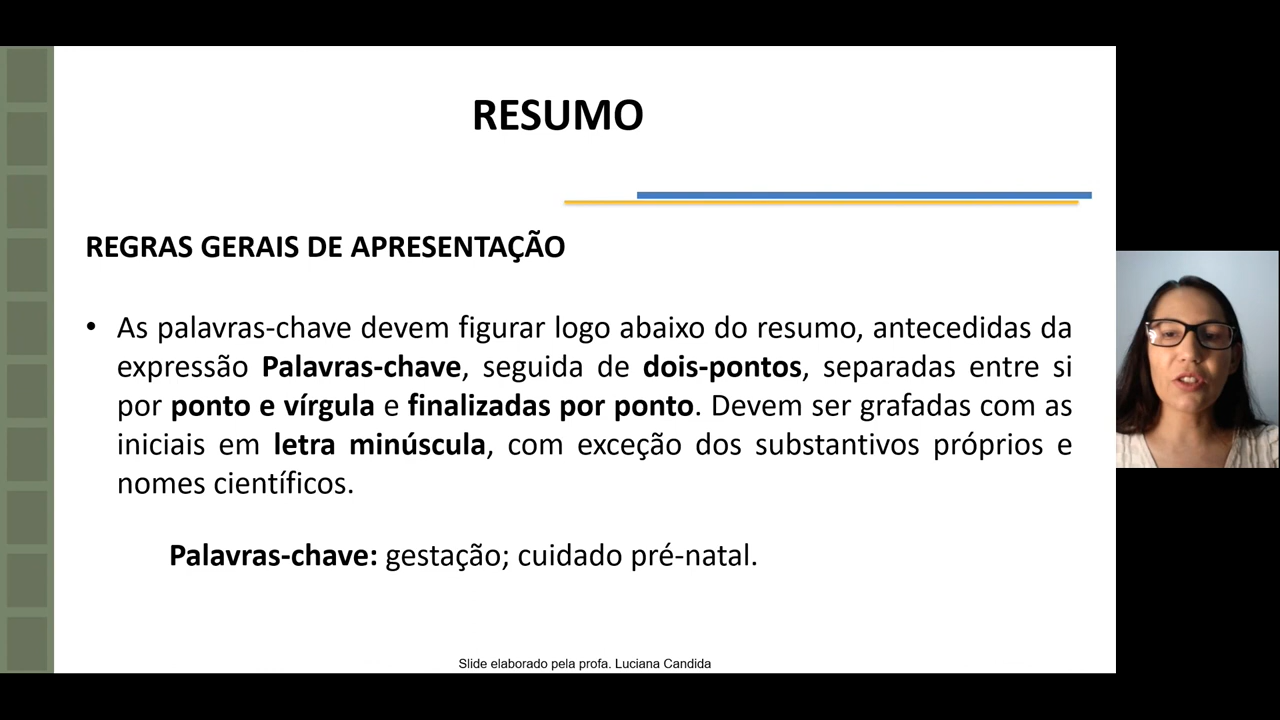 RESUMO
REGRAS GERAIS DE APRESENTAÇÃO
• As palavras-chave devem figurar logo abaixo do resumo, antecedidas da
expressão Palavras-chave, seguida de dois-pontos, separadas entre si
por ponto e vírgula e finalizadas por ponto. Devem ser grafadas com as
iniciais em letra minúscula, com exceção dos substantivos próprios e
nomes científicos.
Palavras-chave: gestação; cuidado pré-natal.
Slide elaborado pela profa. Luciana Candida